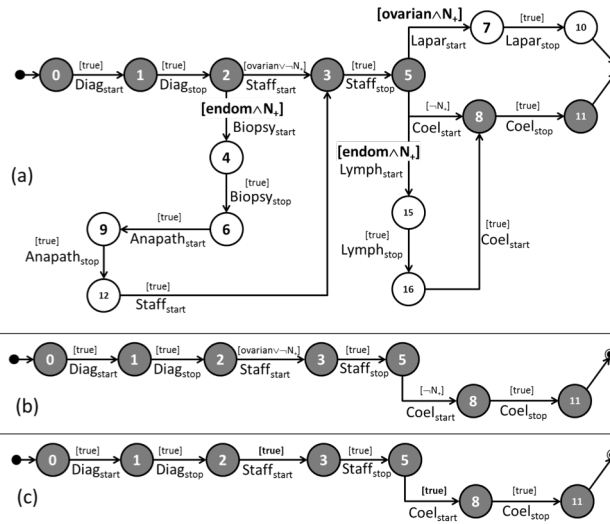 [ovarian∧N₊]
7
[true]
10
Lapar_start
Lapar_stop
[true]
[true]
[ovarian∨¬N₊]
[true]
0
1
2
3
5
Diag_start
Diag_stop
Staff_start
Staff_stop
[endom∧N₊]
Biopsy_start
[¬N₊]
[true]
8
11
Coel_start
Coel_stop
4
[endom∧N₊]
Lymph_start
(a)
[true]
Biopsy_stop
15
9
[true]
6
Anapath_start
[true]
Anapath_stop
[true]
Lymph_stop
[true]
Coel_start
12
[true]
Staff_start
16
[true]
[true]
[ovarian∨¬N₊]
[true]
0
1
2
3
5
Diag_start
Diag_stop
Staff_start
Staff_stop
(b)
[¬N₊]
[true]
8
11
Coel_start
Coel_stop
[true]
[true]
[true]
[true]
0
1
2
3
5
Diag_start
Diag_stop
Staff_start
Staff_stop
(c)
[true]
[true]
8
11
Coel_start
Coel_stop